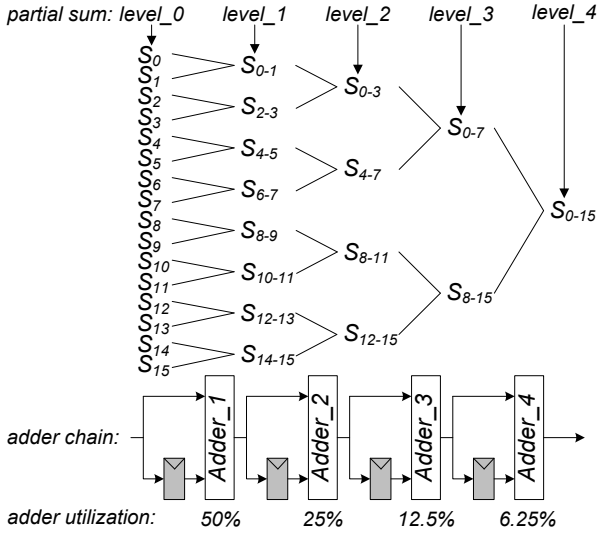 partial sum: level_0 level_1 level_2 level_3 level_4
S0
S1
S2
S3
S4
S5
S6
S7
S8
S9
S10
S11
S12
S13
S14
S15
S0-1
S2-3
S4-5
S6-7
S8-9
S10-11
S12-13
S14-15
S0-3
S4-7
S8-11
S12-15
S0-7
S8-15
S0-15
adder chain: Adder_1 Adder_2 Adder_3 Adder_4
adder utilization: 50% 25% 12.5% 6.25%